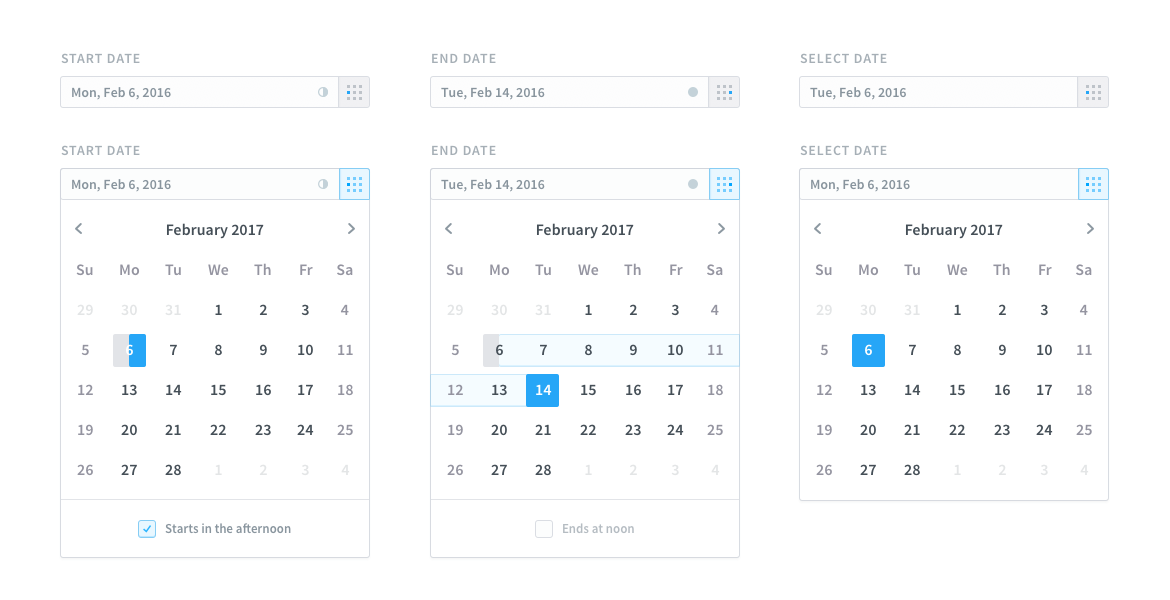 START DATE
Mon, Feb 6, 2016
END DATE
Tue, Feb 14, 2016
SELECT DATE
Tue, Feb 6, 2016
START DATE
Mon, Feb 6, 2016
February 2017
Su Mo Tu We Th Fr Sa
29 30 31 1 2 3 4
5 6 7 8 9 10 11
12 13 14 15 16 17 18
19 20 21 22 23 24 25
26 27 28 1 2 3 4
Starts in the afternoon
END DATE
Tue, Feb 14, 2016
February 2017
Su Mo Tu We Th Fr Sa
29 30 31 1 2 3 4
5 6 7 8 9 10 11
12 13 14 15 16 17 18
19 20 21 22 23 24 25
26 27 28 1 2 3 4
Ends at noon
SELECT DATE
Mon, Feb 6, 2016
February 2017
Su Mo Tu We Th Fr Sa
29 30 31 1 2 3 4
5 6 7 8 9 10 11
12 13 14 15 16 17 18
19 20 21 22 23 24 25
26 27 28 1 2 3 4